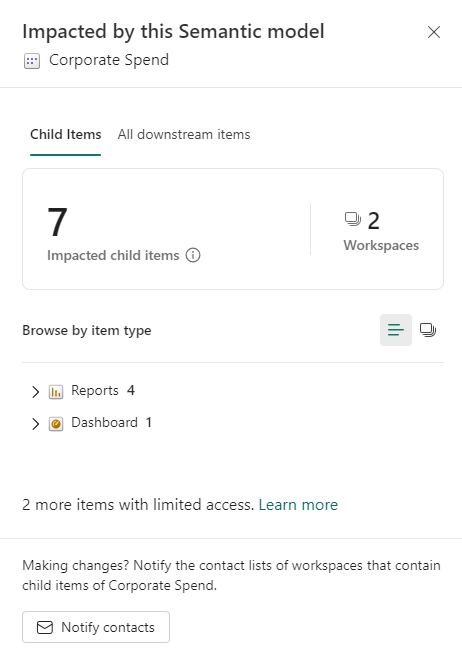 Impacted by this Semantic model
Corporate Spend
Child Items All downstream items
7
Impacted child items
2
Workspaces
Browse by item type
Reports 4
Dashboard 1
2 more items with limited access. Learn more
Making changes? Notify the contact lists of workspaces that contain
child items of Corporate Spend.
Notify contacts